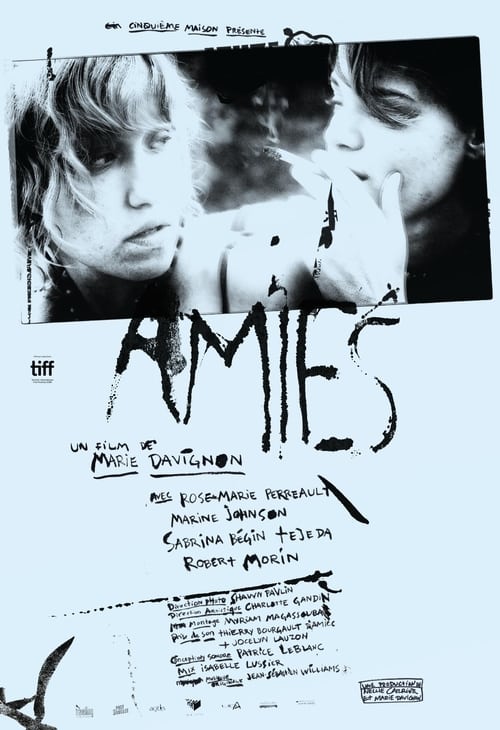 CINQUIÈME MAISON PRÉSENTE
AMIES
tiff
UN FILM DE
MARIE DAVIGNON
AVEC ROSE-MARIE PERREAULT
MARINE JOHNSON
SABRINA BÉGIN TEJEDA
ROBERT MORIN
Direction photo SHAWN PAVLIN
Direction Artistique CHARLOTTE GANDIN
Montage MYRIAM MAGASSOUBA
Prise de son THIERRY BOURGAULT D'AMICO
+ JOCELYN LAUZON
Conception sonore PATRICE LEBLANC
MIX ISABELLE LUSSIER
MUSIQUE ORIGINALE JEAN-SÉBASTIEN WILLIAMS
UNE PRODUCTION DE
NELLIE CARRIER
ET MARIE DAVIGNON